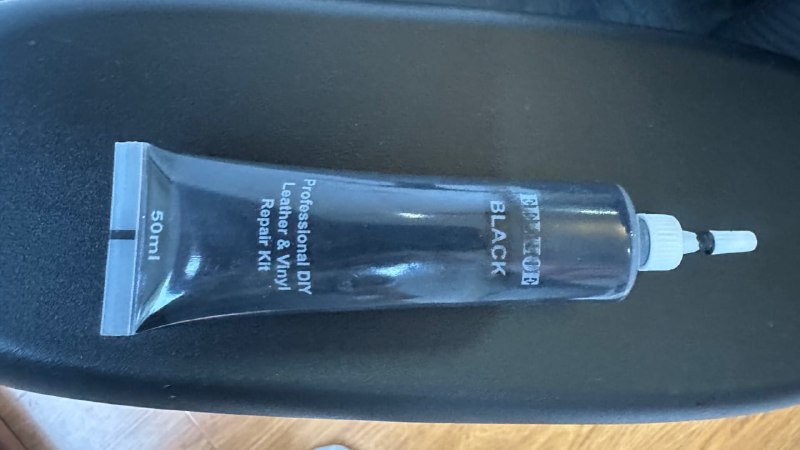 BLACK
Professional DIY
Leather & Vinyl
Repair Kit
50ml